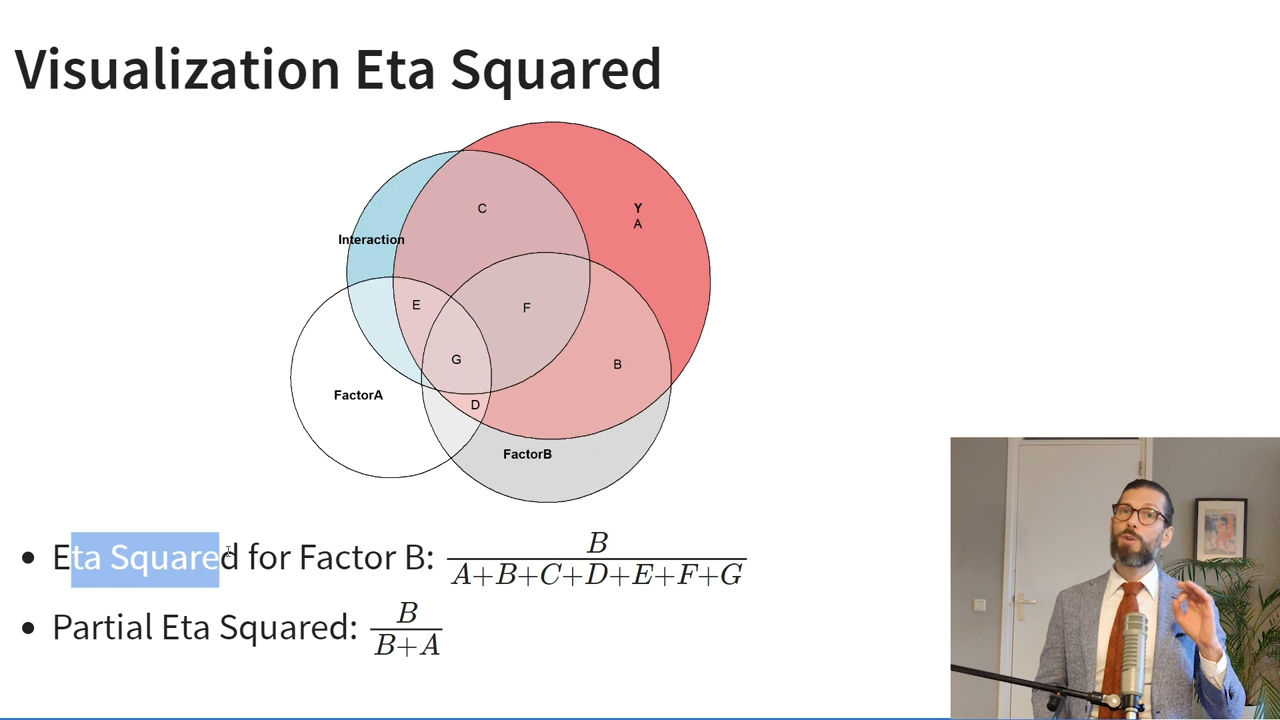 Visualization Eta Squared
C
Y
A
Interaction
E
F
G
B
FactorA
D
FactorB
• Eta Squared for Factor B: B / A+B+C+D+E+F+G
• Partial Eta Squared: B / B+A